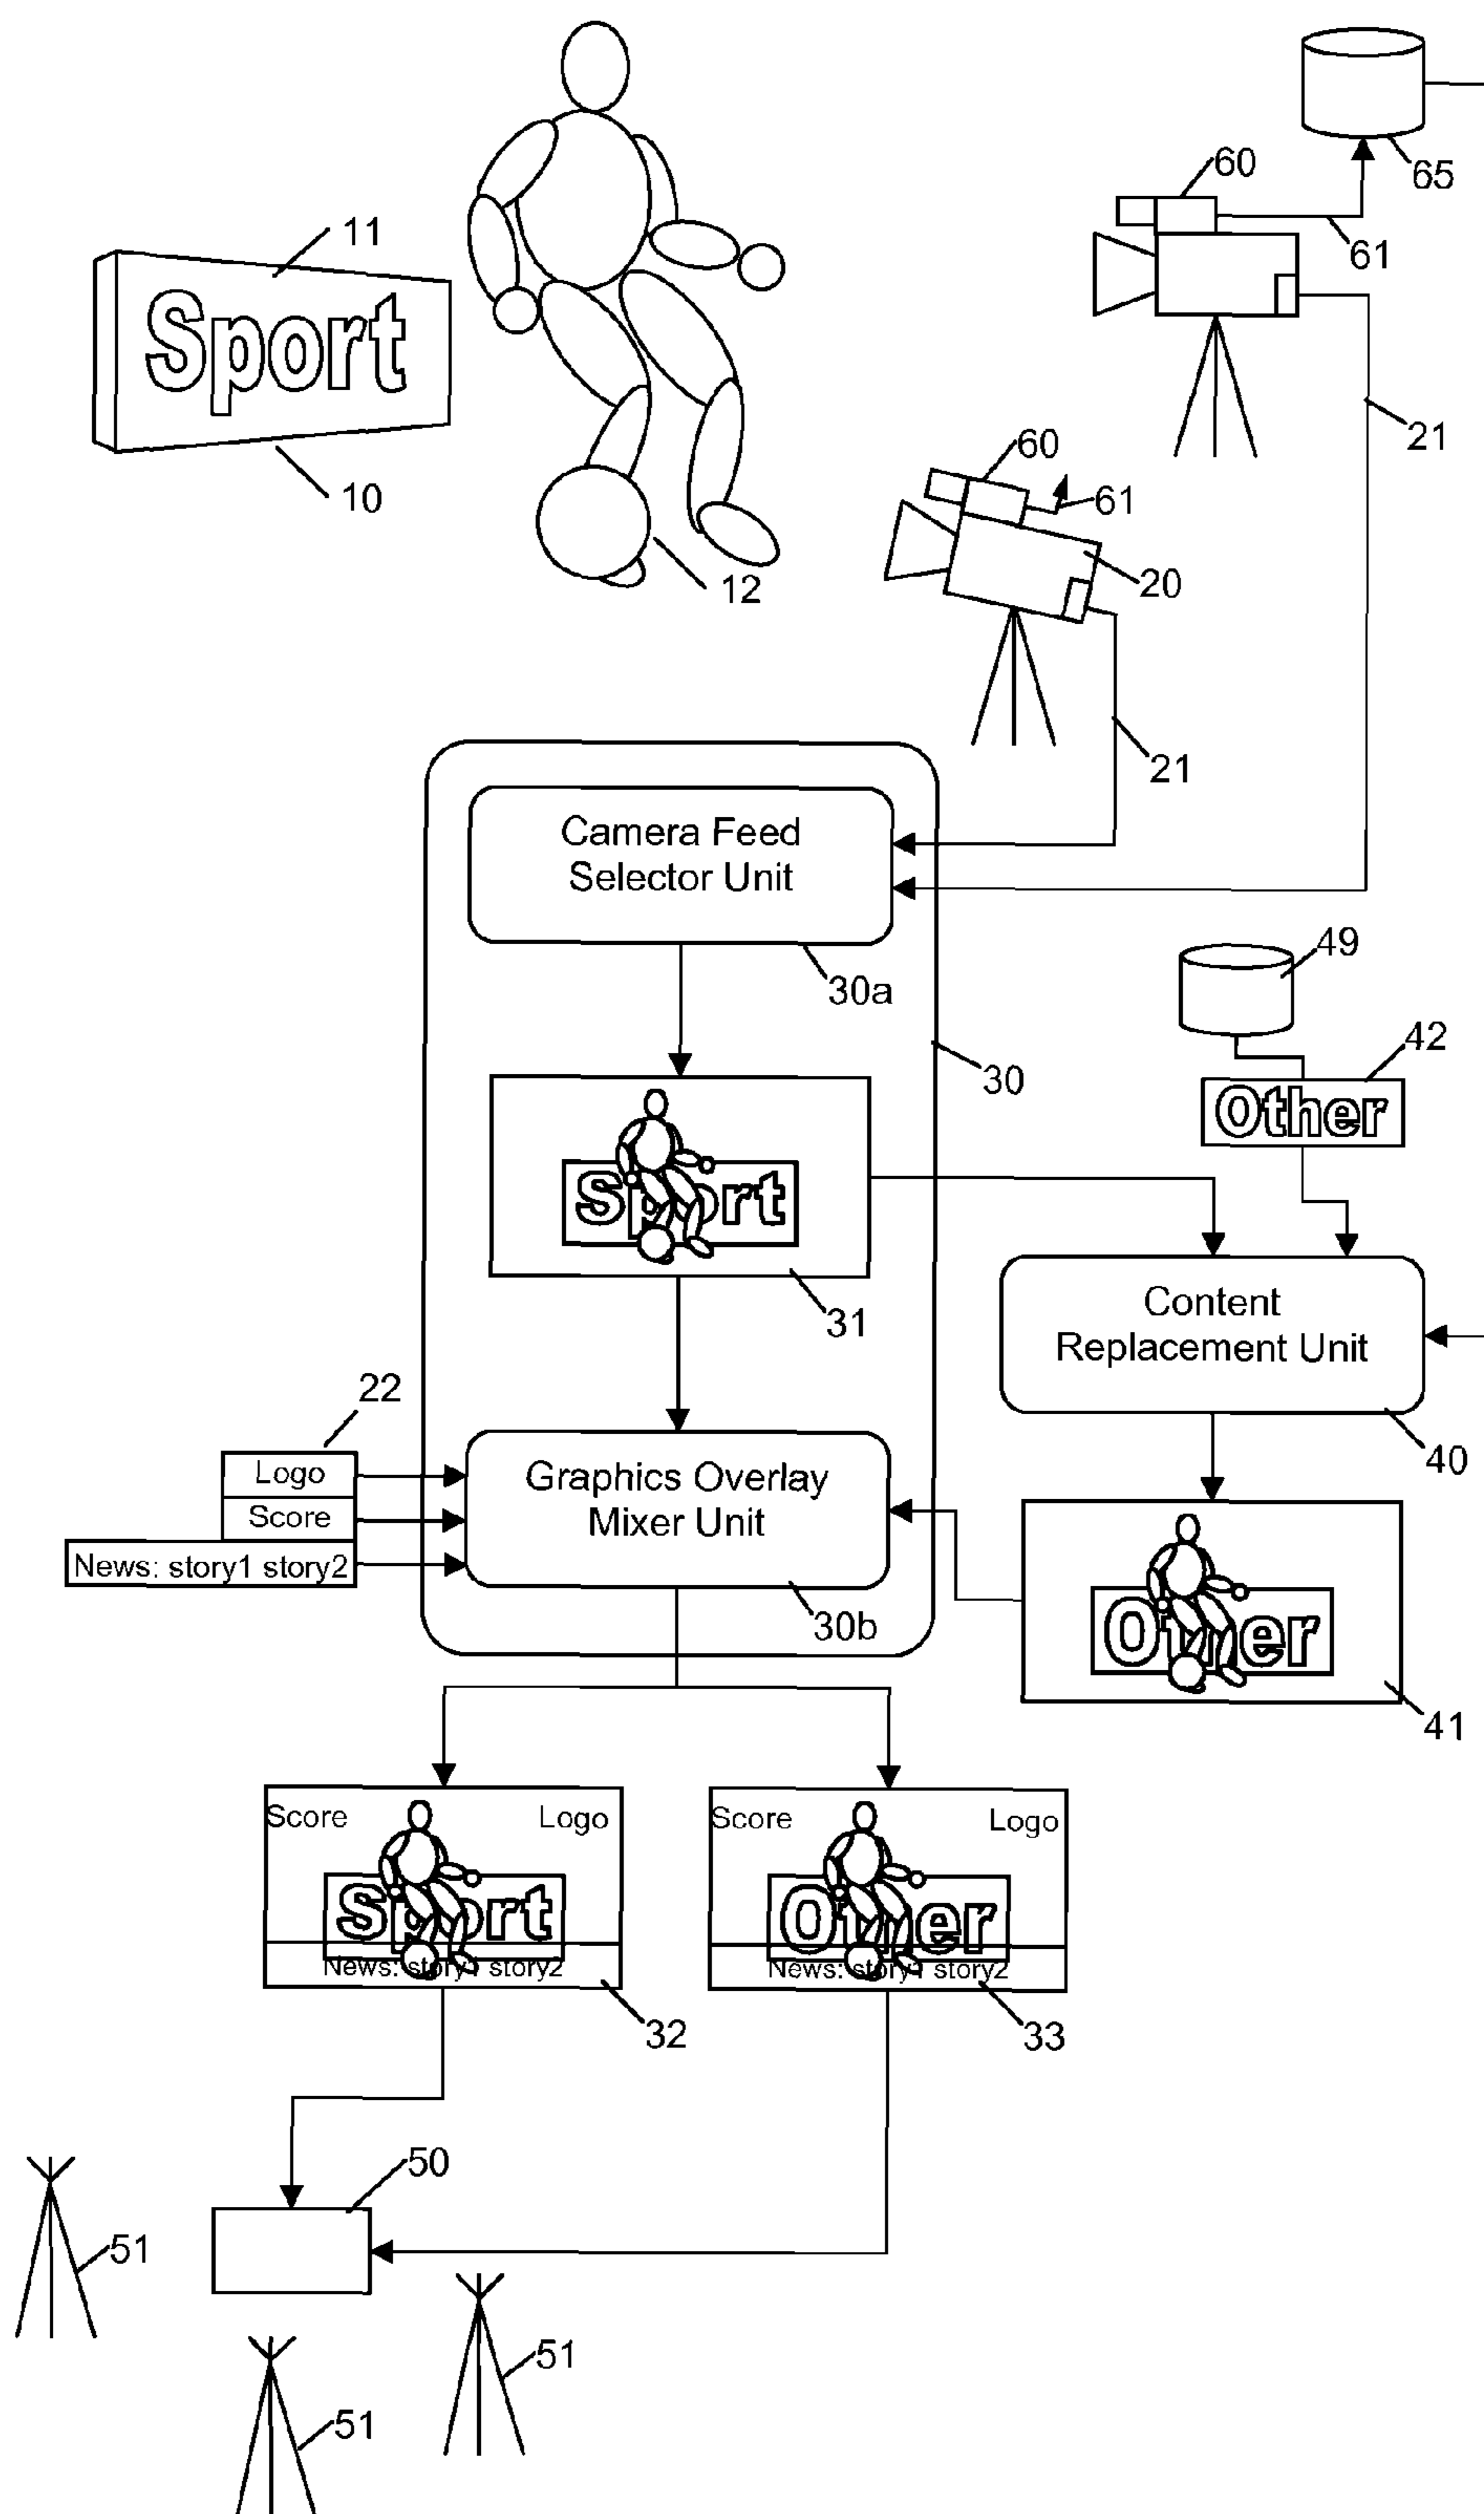 65
60
11
61
Sport
21
60
10
61
20
12
21
Camera Feed
Selector Unit
49
30a
42
30
Other
Sport
Content
Replacement Unit
31
22
40
Logo
Graphics Overlay
Mixer Unit
Score
News: story1 story2
30b
Other
41
Score
Logo
Score
Logo
Sport
Other
News: story1 story2
News: story1 story2
32
33
50
51
51
51